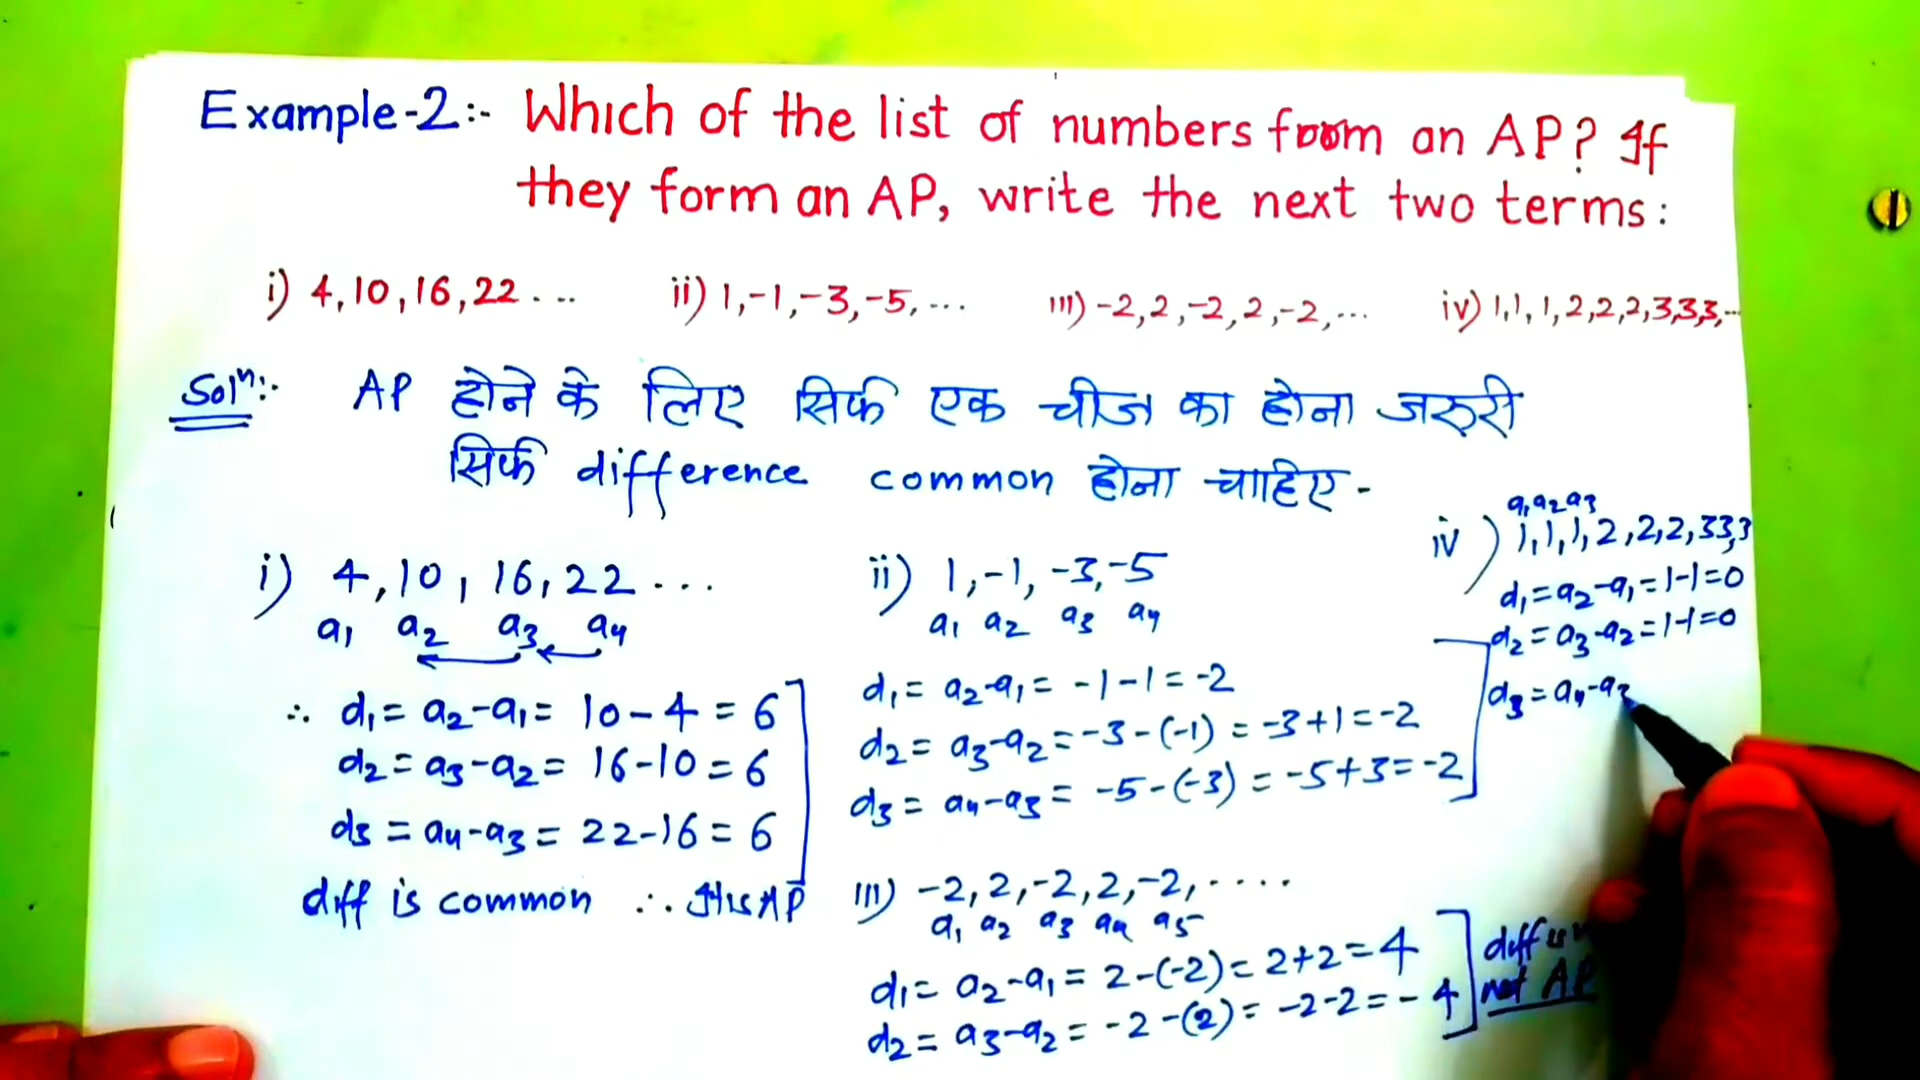 Example-2:- Which of the list of numbers form an AP? If
they form an AP, write the next two terms:
i) 4,10,16,22 ... ii) 1,-1,-3,-5,... iii) -2,2,-2,2,-2,... iv) 1,1,1,2,2,2,3,3,3,...
Solⁿ:- AP होने के लिए सिर्फ एक चीज का होना जरुरी
सिर्फ difference common होना चाहिए -
i) 4,10,16,22 ...
a₁ a₂ a₃ a₄
∴ d₁= a₂-a₁= 10-4 = 6
d₂= a₃-a₂= 16-10 = 6
d₃ = a₄-a₃= 22-16 = 6
diff is common ∴ It is AP
ii) 1,-1,-3,-5
a₁ a₂ a₃ a₄
d₁= a₂-a₁= -1-1= -2
d₂= a₃-a₂= -3-(-1) = -3+1=-2
d₃= a₄-a₃= -5-(-3) = -5+3=-2
iii) -2,2,-2,2,-2,....
a₁ a₂ a₃ a₄ a₅
d₁= a₂-a₁= 2-(-2)= 2+2=4
d₂= a₃-a₂= -2-(2)= -2-2=-4
diff
not AP
a₁a₂a₃
iv) 1,1,1,2,2,2,33,3
d₁=a₂-a₁=1-1=0
d₂=a₃-a₂=1-1=0
d₃=a₄-a₃